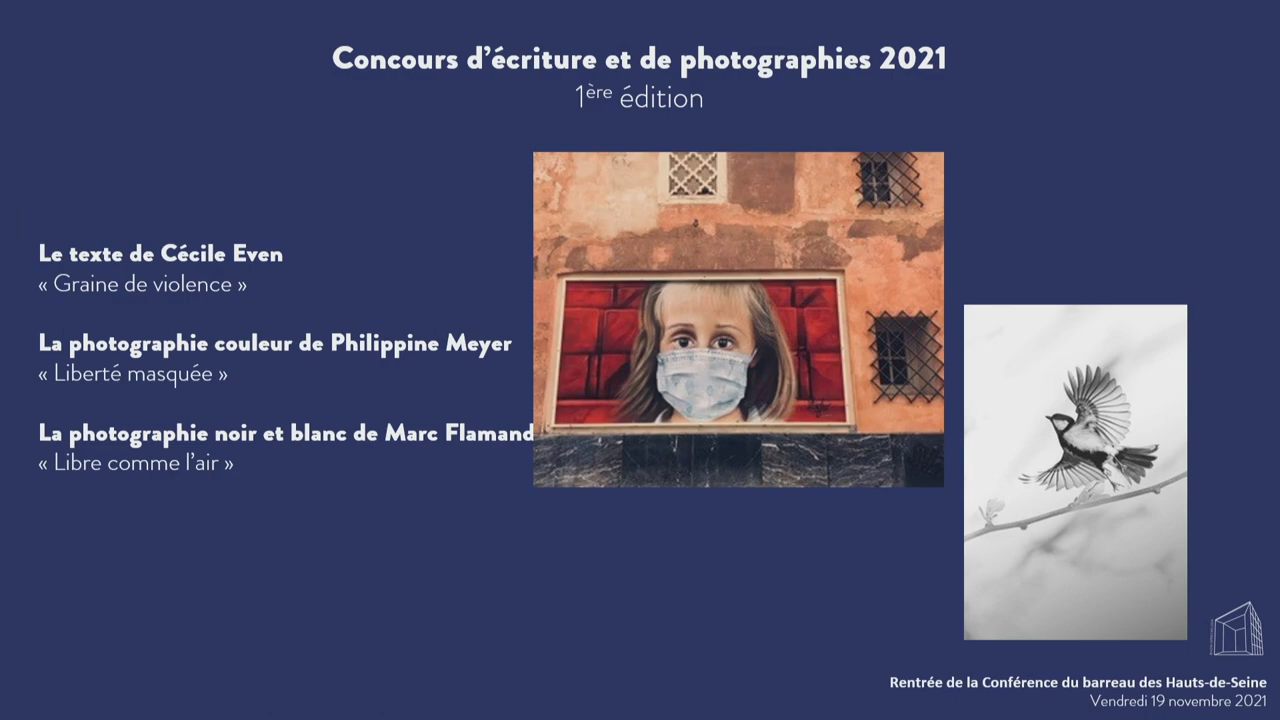 Concours d’écriture et de photographies 2021
1ère édition
Le texte de Cécile Even
« Graine de violence »
La photographie couleur de Philippine Meyer
« Liberté masquée »
La photographie noir et blanc de Marc Flamand
« Libre comme l’air »
Rentrée de la Conférence du barreau des Hauts-de-Seine
Vendredi 19 novembre 2021